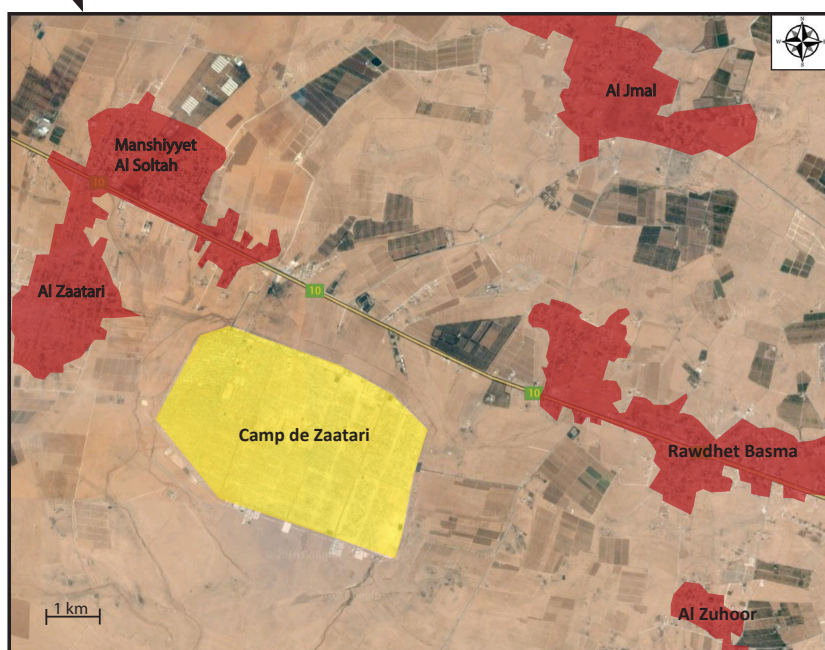 N
W
E
S
Al Jmal
Manshiyyet
Al Soltah
10
Al Zaatari
10
10
Camp de Zaatari
Rawdhet Basma
Al Zuhoor
1 km